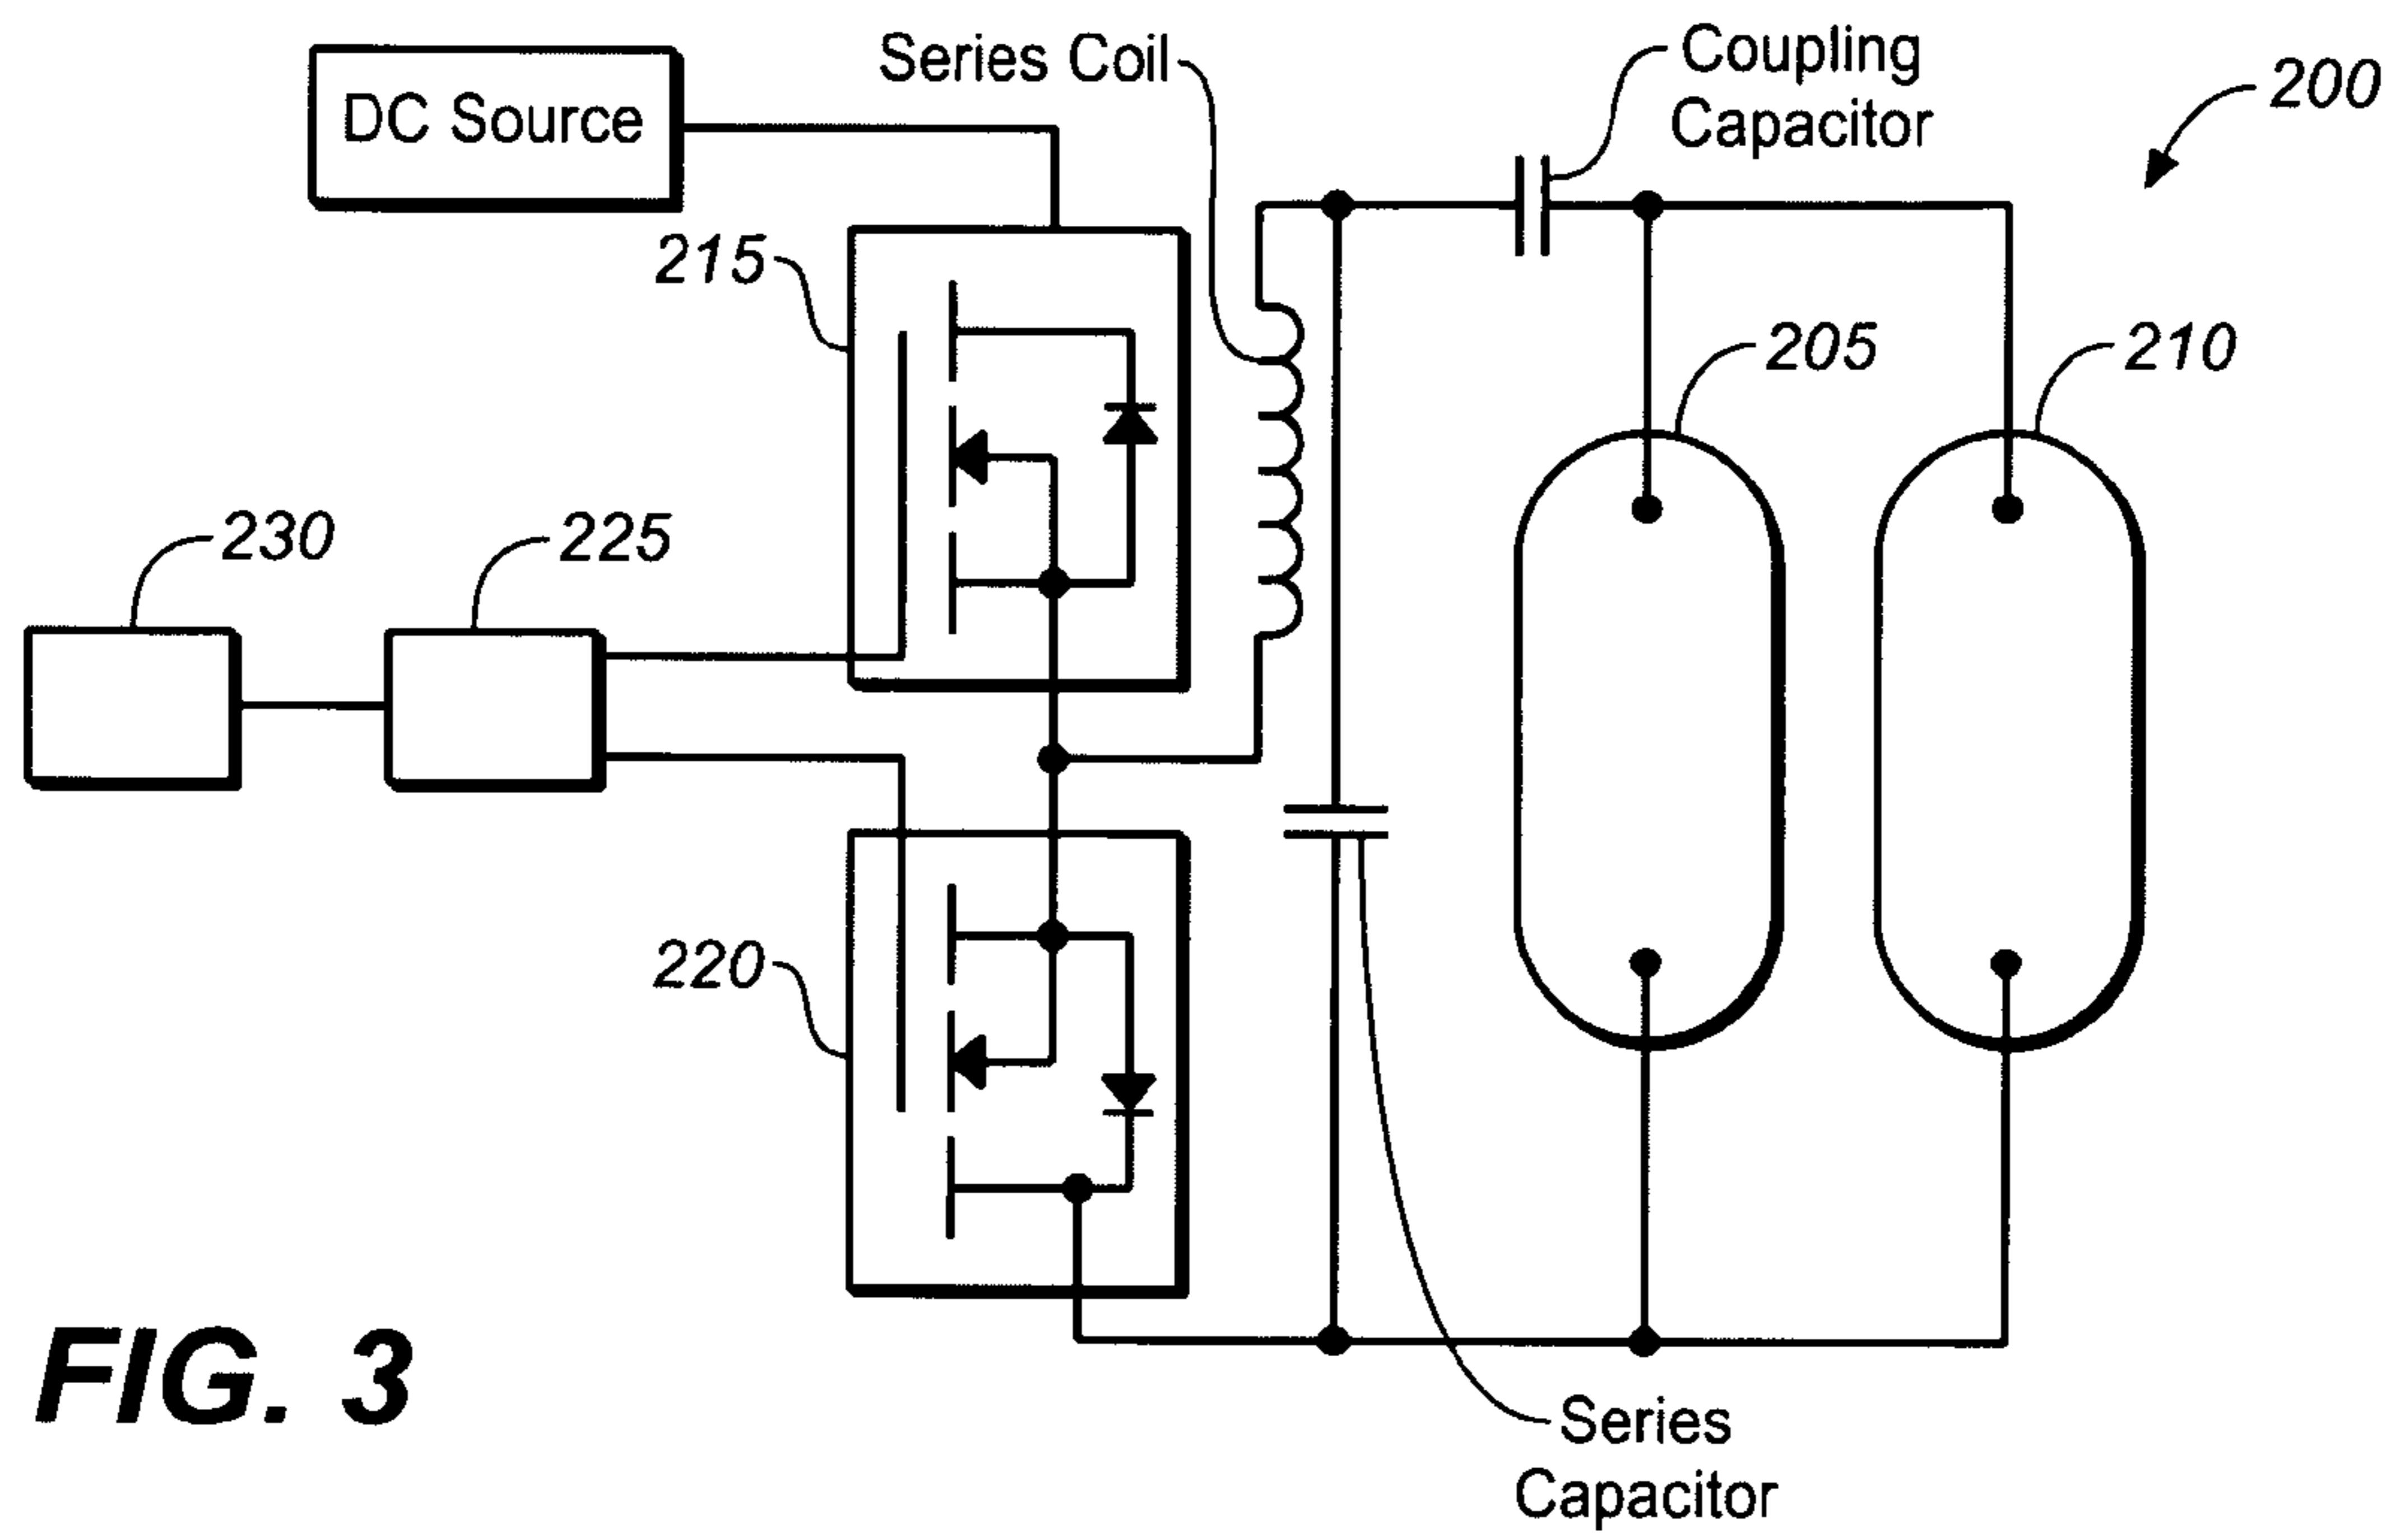 DC Source
Series Coil
Coupling
Capacitor
200
215
205
210
230
225
220
FIG. 3
Series
Capacitor